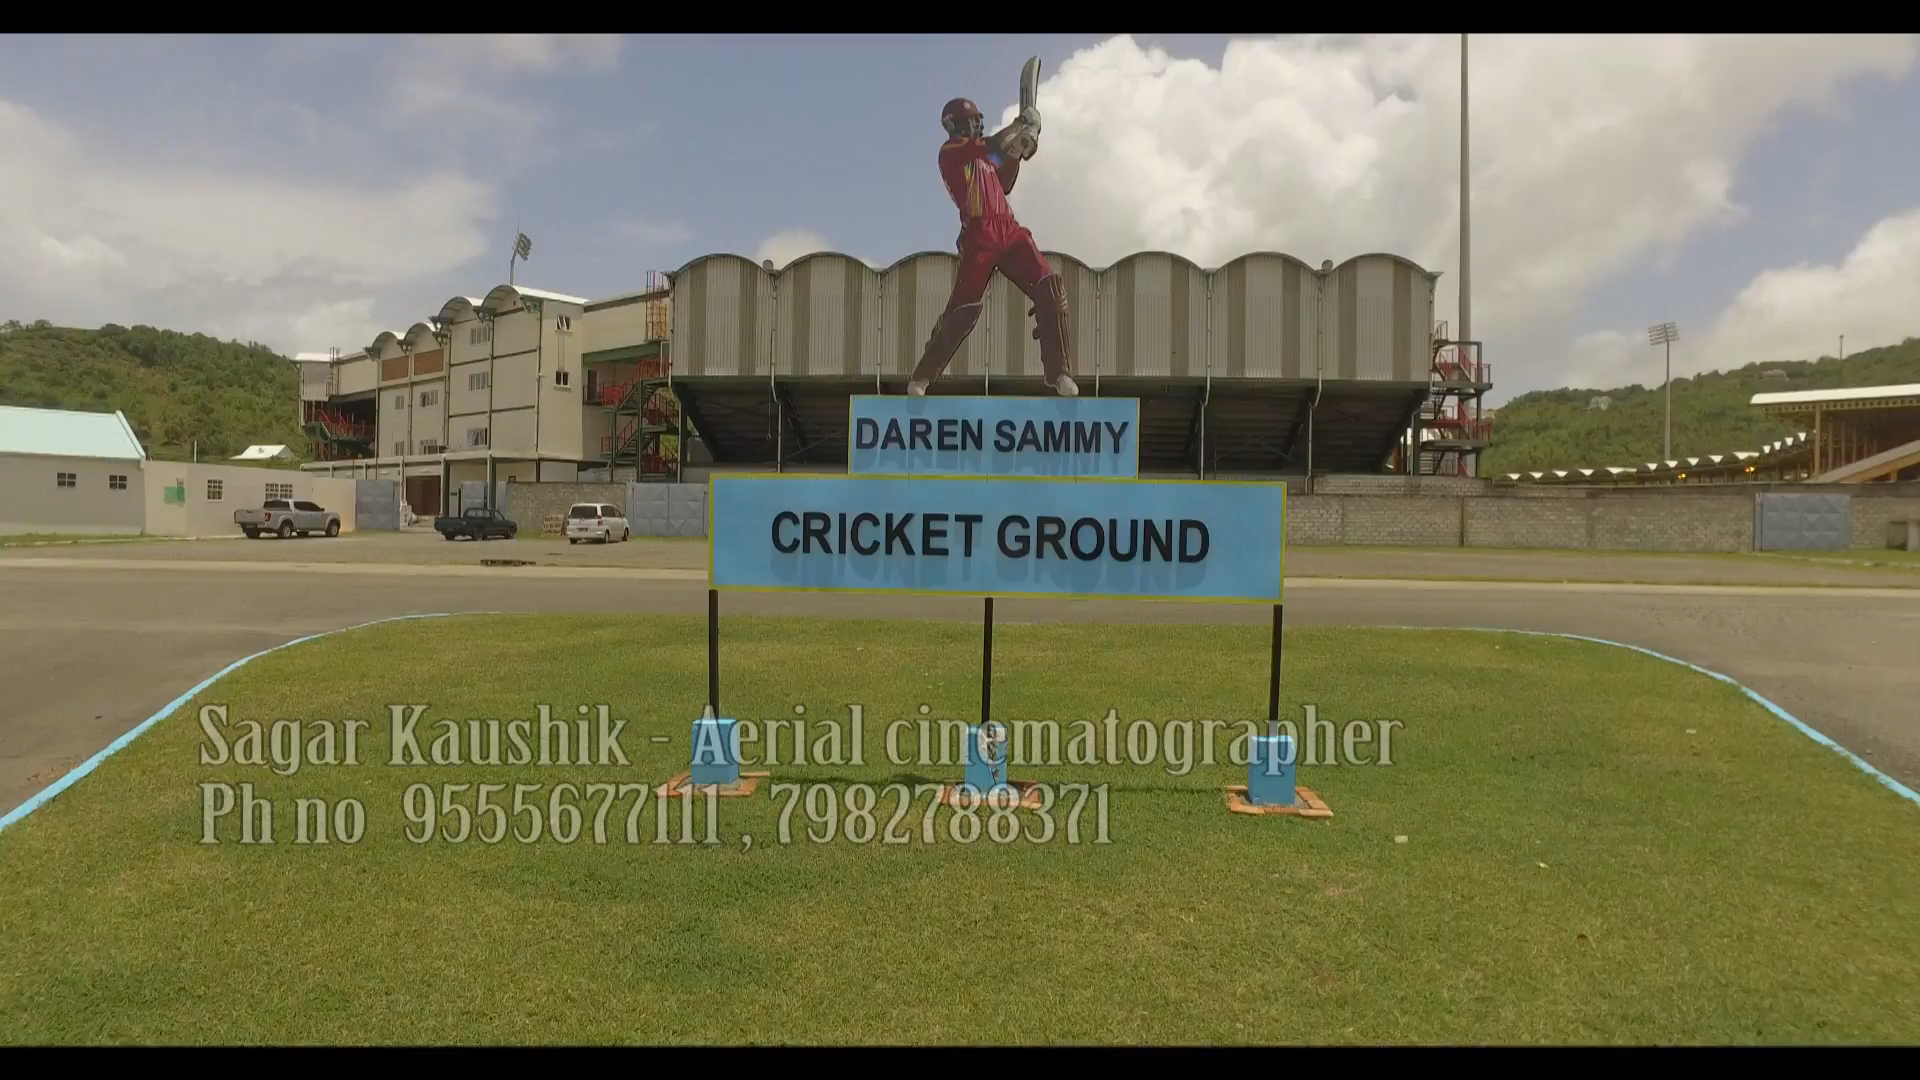 DAREN SAMMY
CRICKET GROUND
Sagar Kaushik - Aerial cinematographer
Ph no 9555677111 , 7982788371